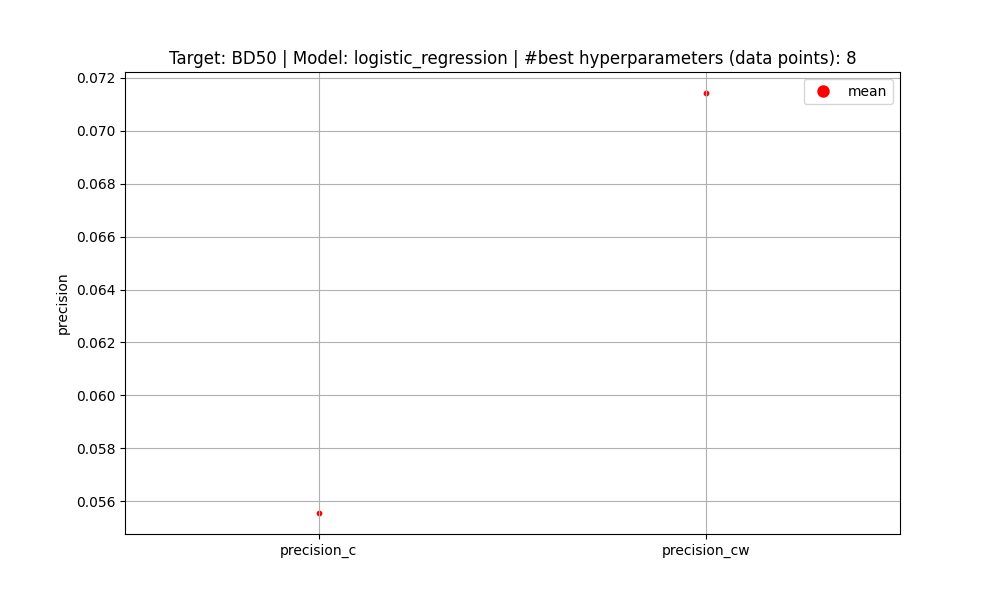 Target: BD50 | Model: logistic_regression | #best hyperparameters (data points): 8
mean
0.072
0.070
0.068
0.066
0.064
0.062
0.060
0.058
0.056
precision
precision_c
precision_cw